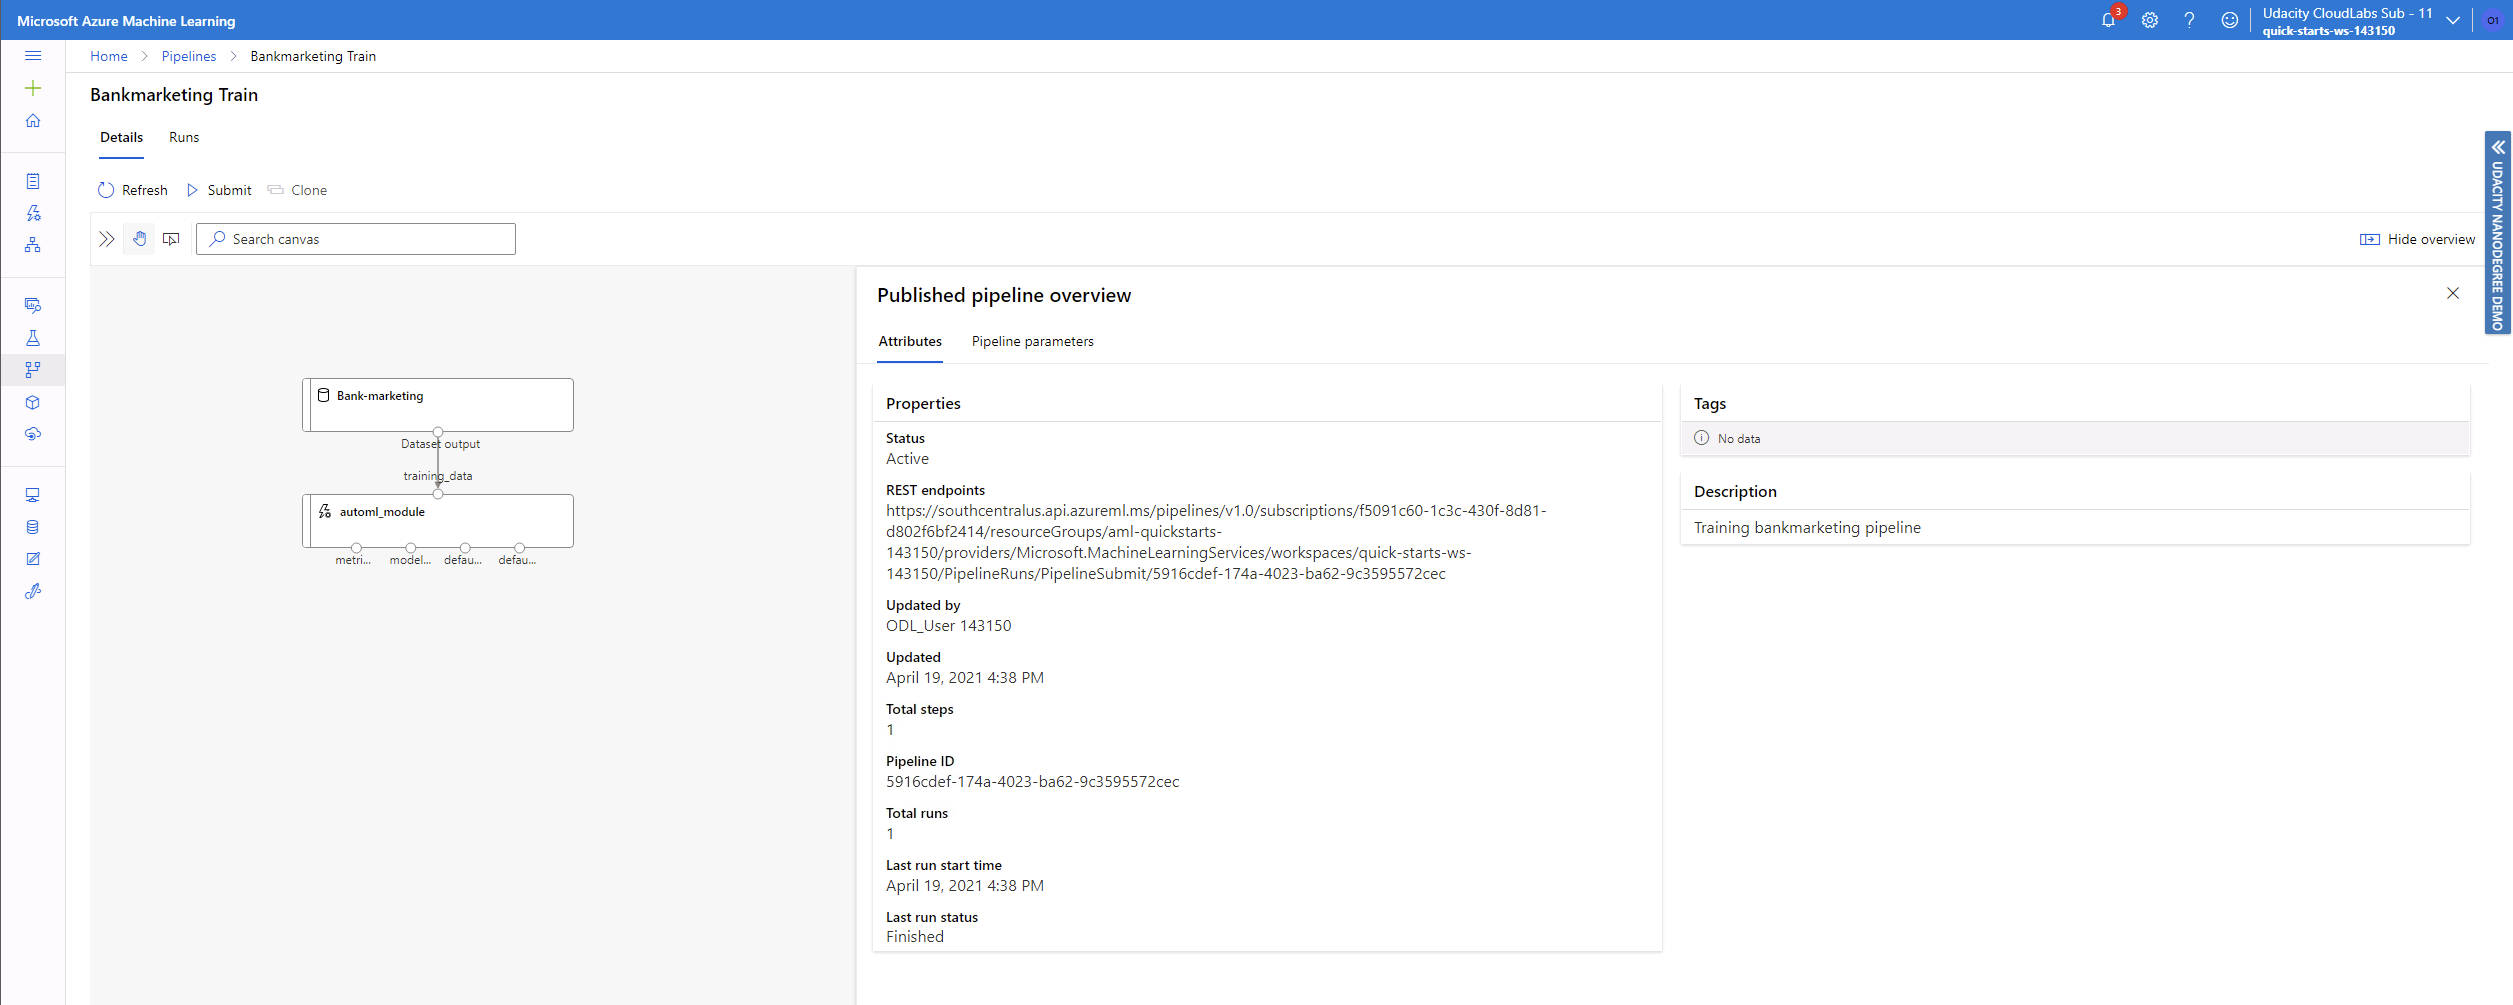 Microsoft Azure Machine Learning
3
Udacity CloudLabs Sub - 11
quick-starts-ws-143150
O1
Home > Pipelines > Bankmarketing Train
Bankmarketing Train
Details Runs
Refresh Submit Clone
Search canvas
Hide overview
UDACITY NANODEGREE DEMO
Bank-marketing
Dataset output
training_data
automl_module
metri... model... defau... defau...
Published pipeline overview
Attributes Pipeline parameters
Properties
Status
Active
REST endpoints
https://southcentralus.api.azureml.ms/pipelines/v1.0/subscriptions/f5091c60-1c3c-430f-8d81-
d802f6bf2414/resourceGroups/aml-quickstarts-
143150/providers/Microsoft.MachineLearningServices/workspaces/quick-starts-ws-
143150/PipelineRuns/PipelineSubmit/5916cdef-174a-4023-ba62-9c3595572cec
Updated by
ODL_User 143150
Updated
April 19, 2021 4:38 PM
Total steps
1
Pipeline ID
5916cdef-174a-4023-ba62-9c3595572cec
Total runs
1
Last run start time
April 19, 2021 4:38 PM
Last run status
Finished
Tags
No data
Description
Training bankmarketing pipeline